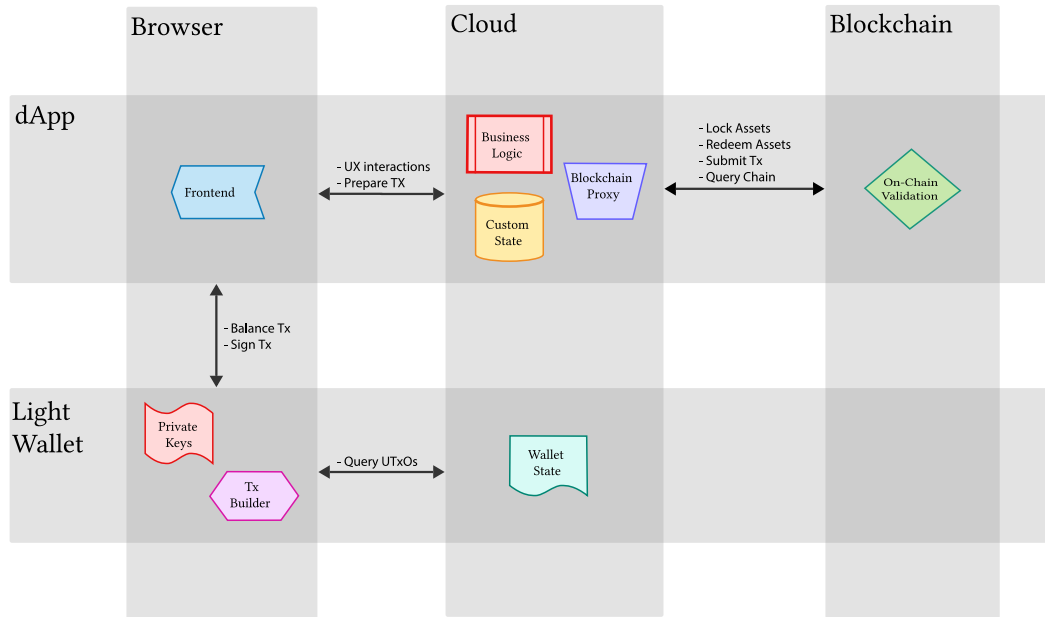 Browser
Cloud
Blockchain
dApp
Frontend
- UX interactions
- Prepare TX
Business
Logic
Blockchain
Proxy
Custom
State
- Lock Assets
- Redeem Assets
- Submit Tx
- Query Chain
On-Chain
Validation
- Balance Tx
- Sign Tx
Light
Wallet
Private
Keys
Tx
Builder
- Query UTxOs
Wallet
State